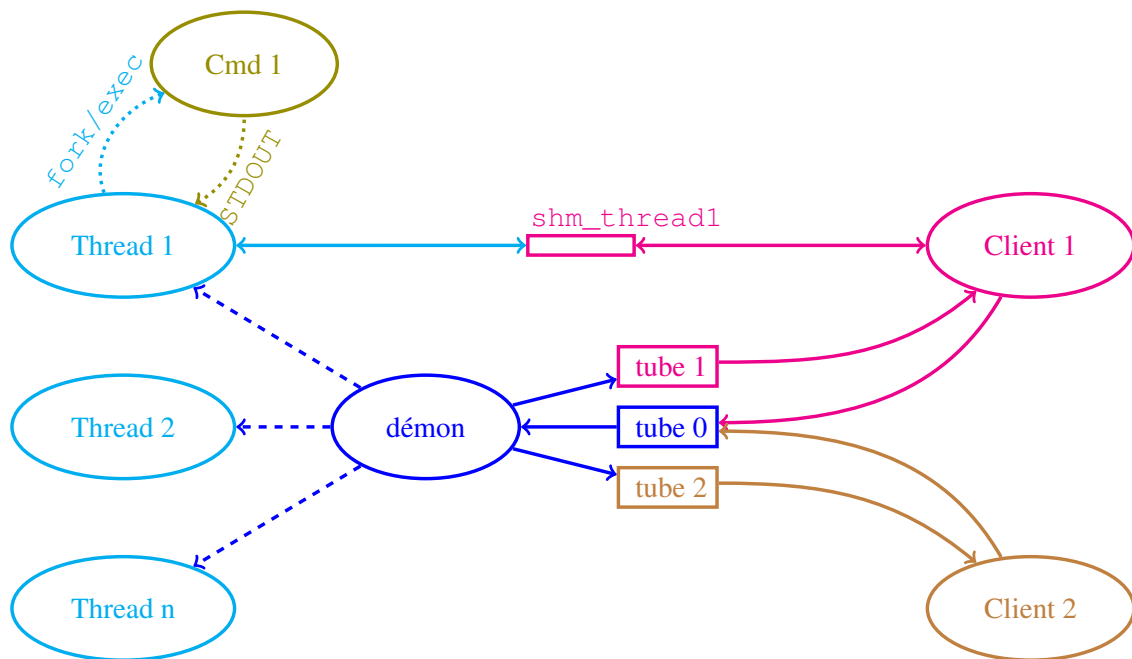 Cmd 1
fork/exec
STDOUT
shm_thread1
Thread 1
Client 1
tube 1
Thread 2
démon
tube 0
tube 2
Thread n
Client 2